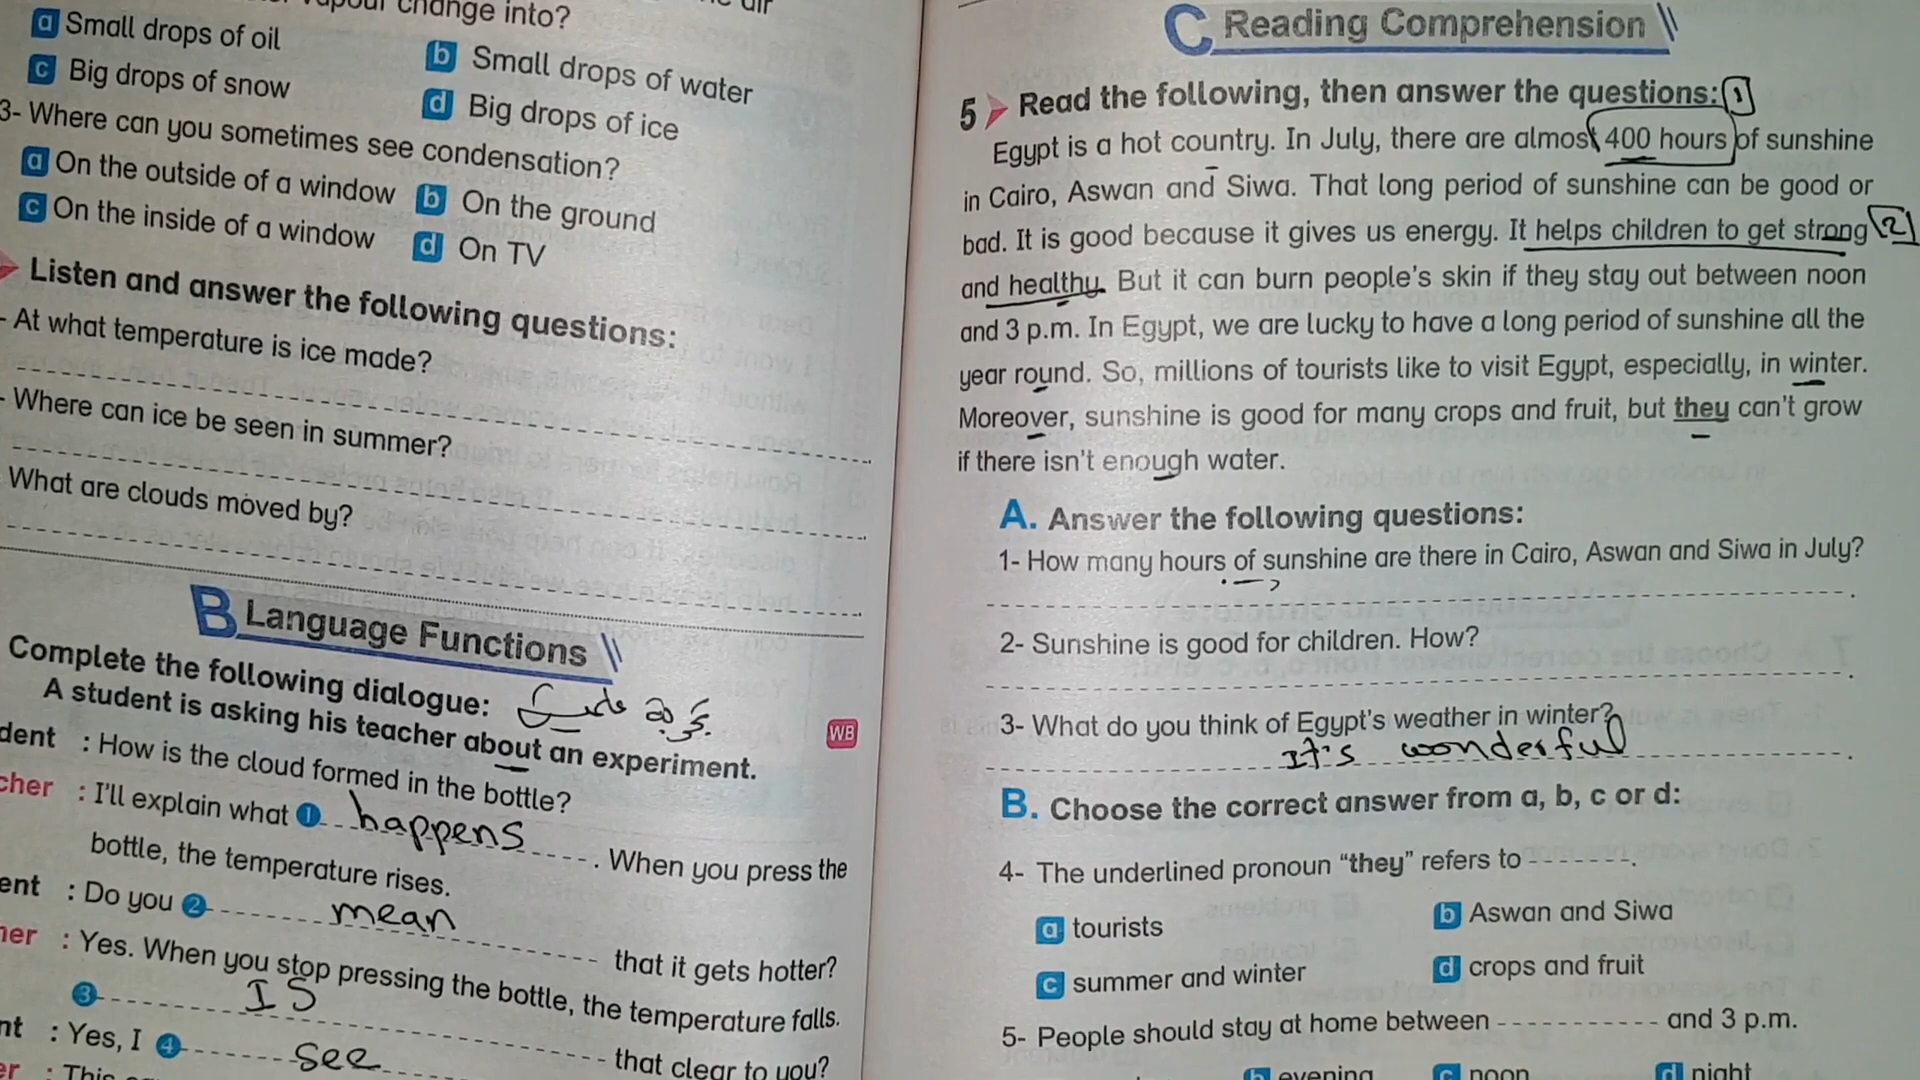 vapour change into?
a Small drops of oil
b Small drops of water
c Big drops of snow
d Big drops of ice
3- Where can you sometimes see condensation?
a On the outside of a window b On the ground
c On the inside of a window d On TV
Listen and answer the following questions:
- At what temperature is ice made?
- Where can ice be seen in summer?
What are clouds moved by?
B Language Functions
Complete the following dialogue:
A student is asking his teacher about an experiment.
WB
dent : How is the cloud formed in the bottle?
cher : I'll explain what 1 happens . When you press the
bottle, the temperature rises.
ent : Do you 2 mean that it gets hotter?
her : Yes. When you stop pressing the bottle, the temperature falls.
3 IS that clear to you?
nt : Yes, I 4 see
er : This
C Reading Comprehension
5 Read the following, then answer the questions: 1
Egypt is a hot country. In July, there are almost 400 hours of sunshine
in Cairo, Aswan and Siwa. That long period of sunshine can be good or
bad. It is good because it gives us energy. It helps children to get strong 2
and healthy. But it can burn people's skin if they stay out between noon
and 3 p.m. In Egypt, we are lucky to have a long period of sunshine all the
year round. So, millions of tourists like to visit Egypt, especially, in winter.
Moreover, sunshine is good for many crops and fruit, but they can't grow
if there isn't enough water.
A. Answer the following questions:
1- How many hours of sunshine are there in Cairo, Aswan and Siwa in July?
2- Sunshine is good for children. How?
3- What do you think of Egypt's weather in winter?
It's wonderful
B. Choose the correct answer from a, b, c or d:
4- The underlined pronoun "they" refers to .
a tourists b Aswan and Siwa
c summer and winter d crops and fruit
5- People should stay at home between and 3 p.m.
b evening c noon d night